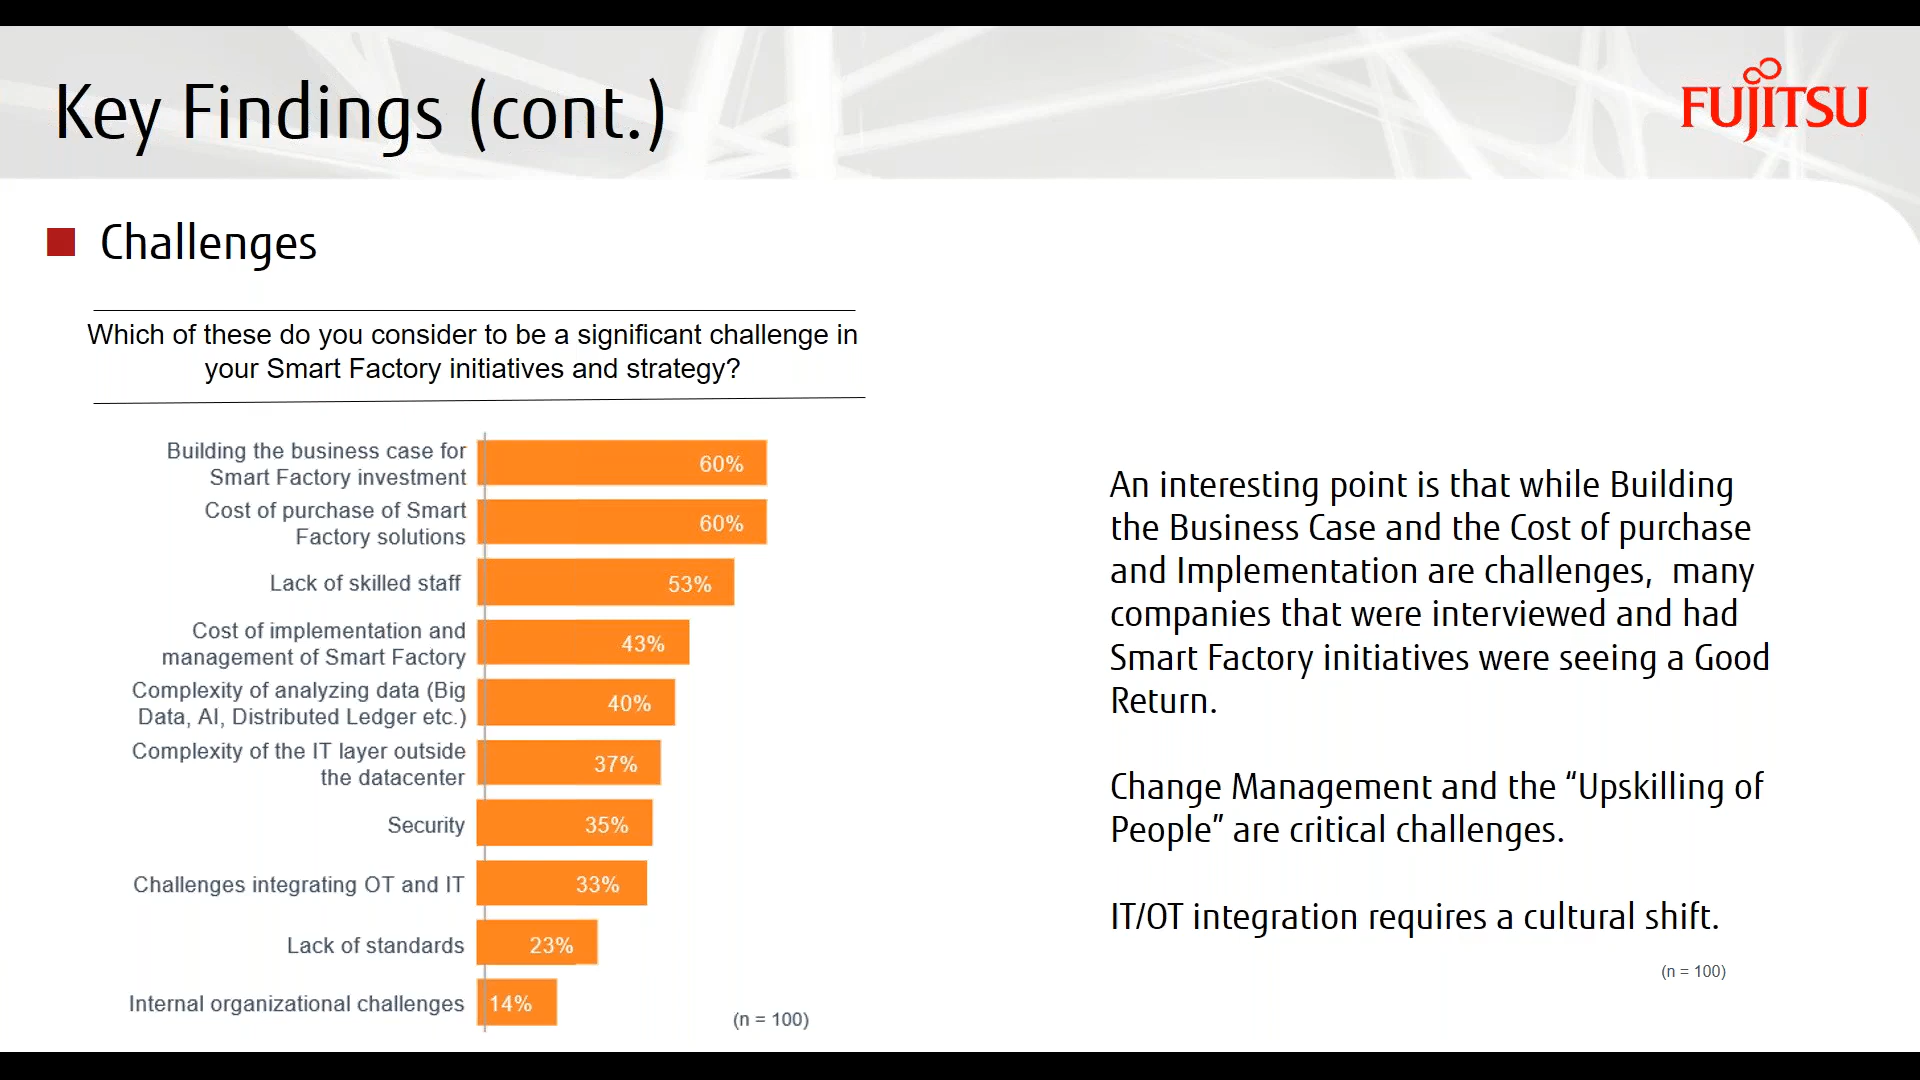 Key Findings (cont.)
FUJITSU
Challenges
Which of these do you consider to be a significant challenge in
your Smart Factory initiatives and strategy?
Building the business case for
Smart Factory investment
60%
Cost of purchase of Smart
Factory solutions
60%
Lack of skilled staff
53%
Cost of implementation and
management of Smart Factory
43%
Complexity of analyzing data (Big
Data, AI, Distributed Ledger etc.)
40%
Complexity of the IT layer outside
the datacenter
37%
Security
35%
Challenges integrating OT and IT
33%
Lack of standards
23%
Internal organizational challenges
14%
(n = 100)
An interesting point is that while Building
the Business Case and the Cost of purchase
and Implementation are challenges,  many
companies that were interviewed and had
Smart Factory initiatives were seeing a Good
Return.
Change Management and the “Upskilling of
People” are critical challenges.
IT/OT integration requires a cultural shift.
(n = 100)